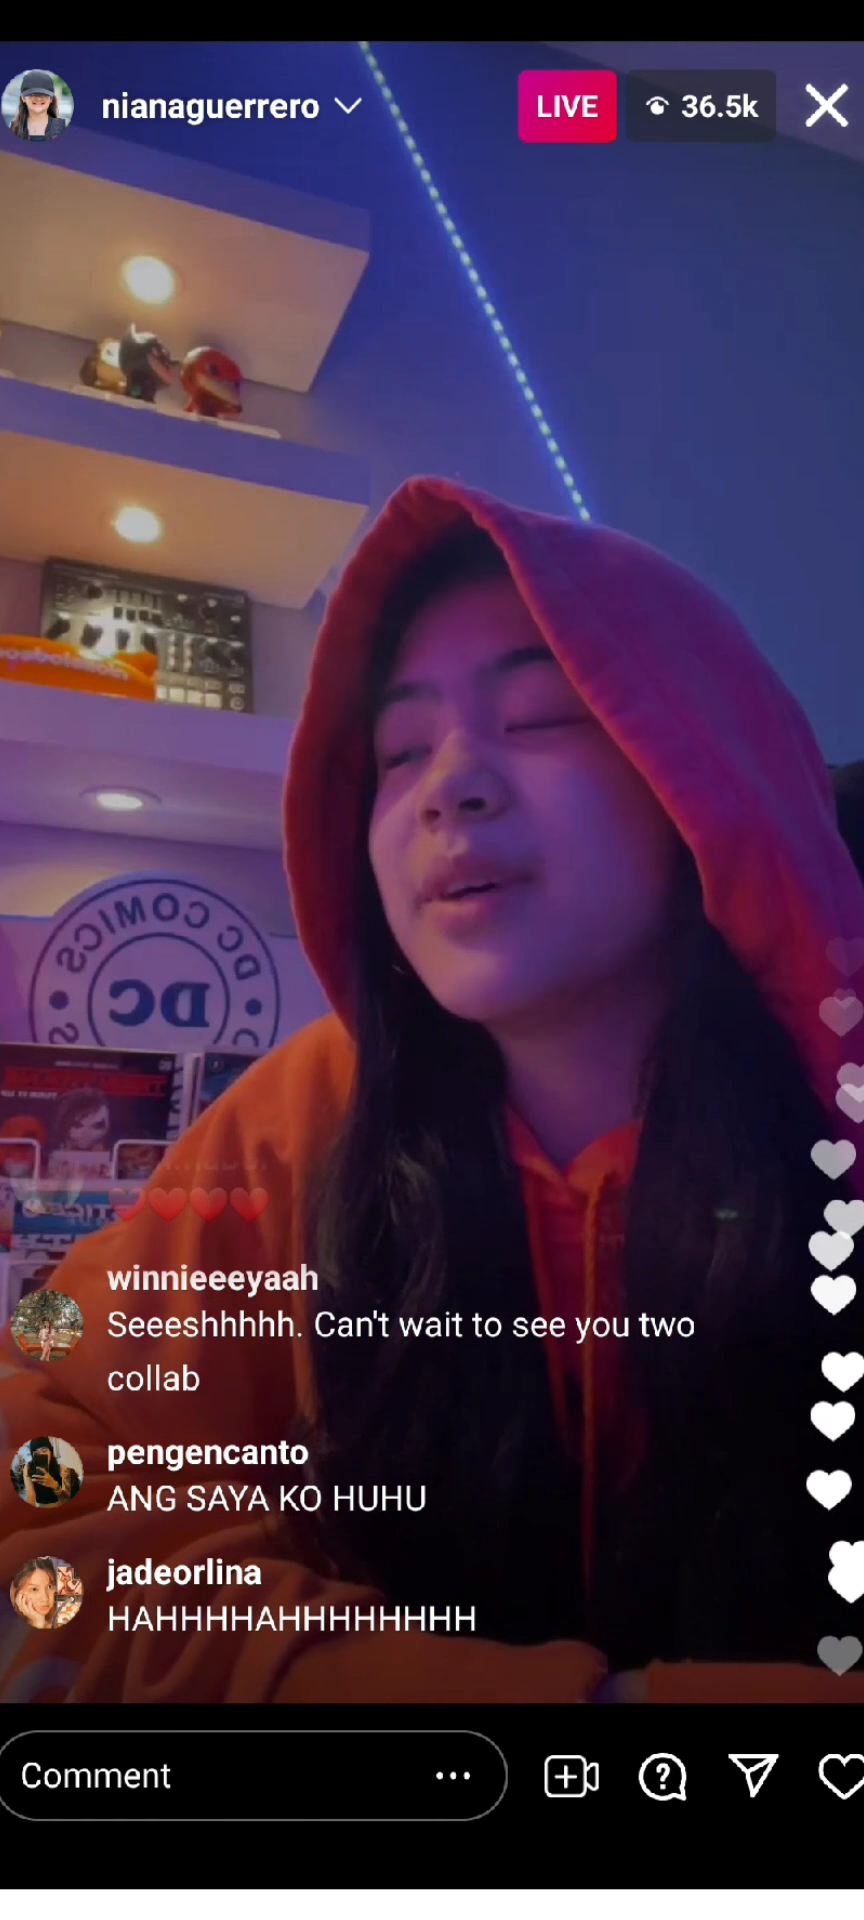 nianaguerrero
LIVE
36.5k
DC COMICS
DC
winnieeeyaah
Seeeshhhhh. Can't wait to see you two
collab
pengencanto
ANG SAYA KO HUHU
jadeorlina
HAHHHHAHHHHHHHH
Comment